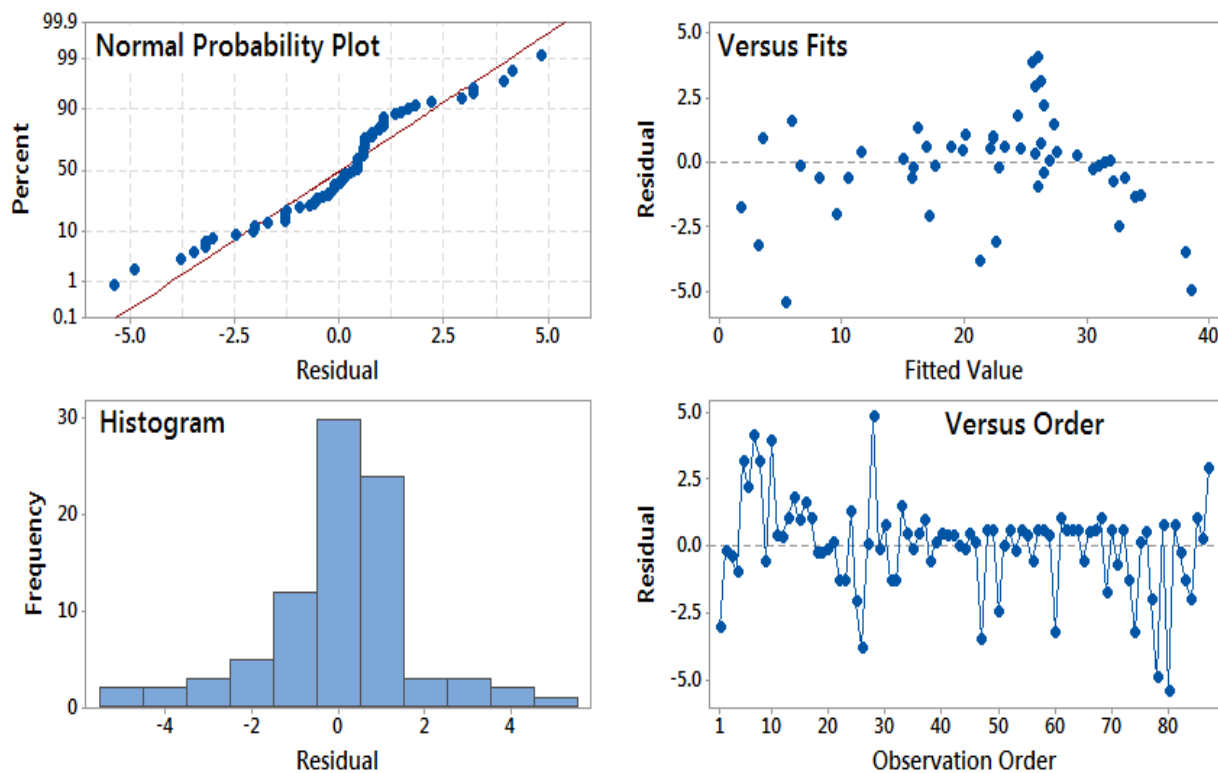 Normal Probability Plot
Percent
99.9
99
90
50
10
1
0.1
-5.0 -2.5 0.0 2.5 5.0
Residual
Versus Fits
Residual
5.0
2.5
0.0
-2.5
-5.0
0 10 20 30 40
Fitted Value
Histogram
Frequency
30
20
10
0
-4 -2 0 2 4
Residual
Versus Order
Residual
5.0
2.5
0.0
-2.5
-5.0
1 10 20 30 40 50 60 70 80
Observation Order